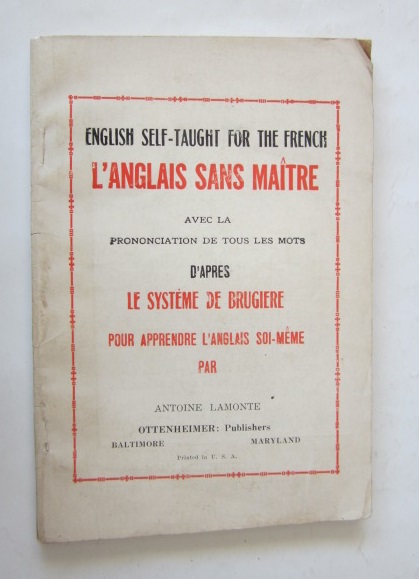 ENGLISH SELF-TAUGHT FOR THE FRENCH
L'ANGLAIS SANS MAÎTRE
AVEC LA
PRONONCIATION DE TOUS LES MOTS
D'APRES
LE SYSTÉME DE BRUGIERE
POUR APPRENDRE L'ANGLAIS SOI-MÊME
PAR
ANTOINE LAMONTE
OTTENHEIMER: Publishers
BALTIMORE MARYLAND
Printed in U. S. A.